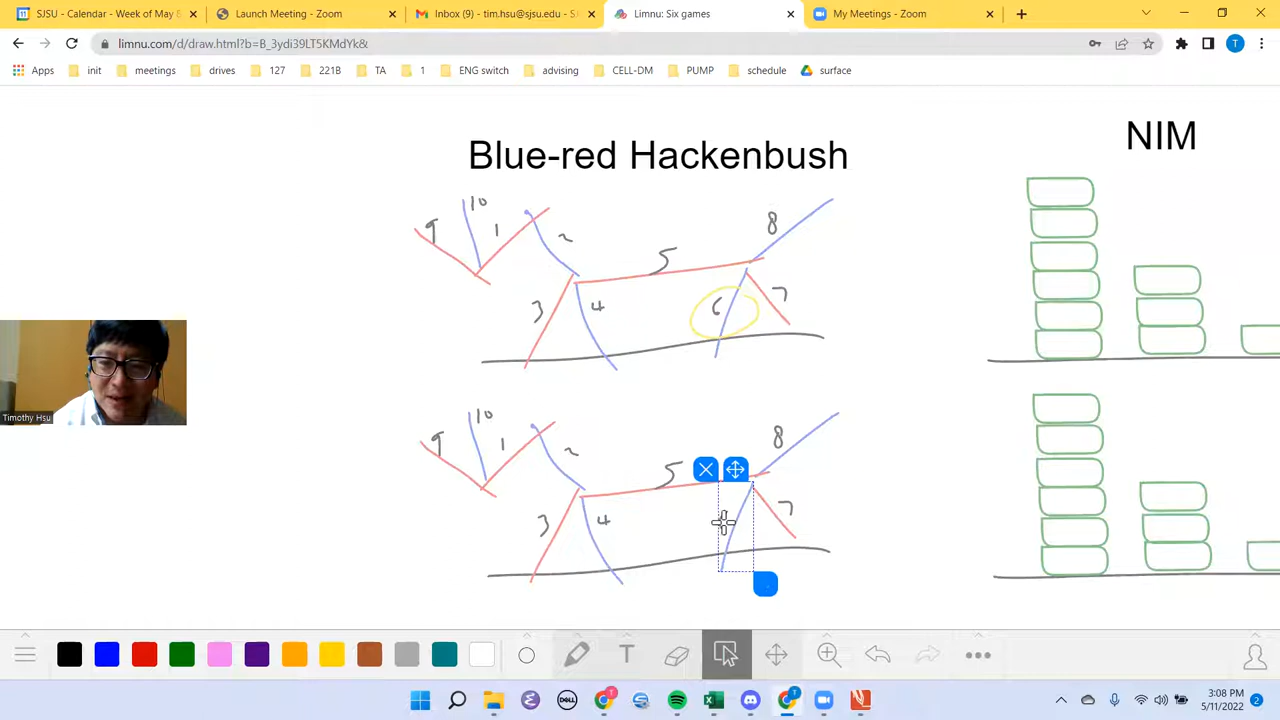 SJSU - Calendar - Week of May 8
Launch Meeting - Zoom
Inbox (9) - tim.hsu@sjsu.edu - SJS
Limnu: Six games
My Meetings - Zoom
limnu.com/d/draw.html?b=B_3ydi39LT5KMdYk&
T
Apps
init
meetings
drives
127
221B
TA
1
ENG switch
advising
CELL-DM
PUMP
schedule
surface
Blue-red Hackenbush
NIM
9
10
1
2
3
4
5
6
7
8
9
10
1
2
3
4
5
7
8
Timothy Hsu
T
DELL
3:08 PM
5/11/2022
2